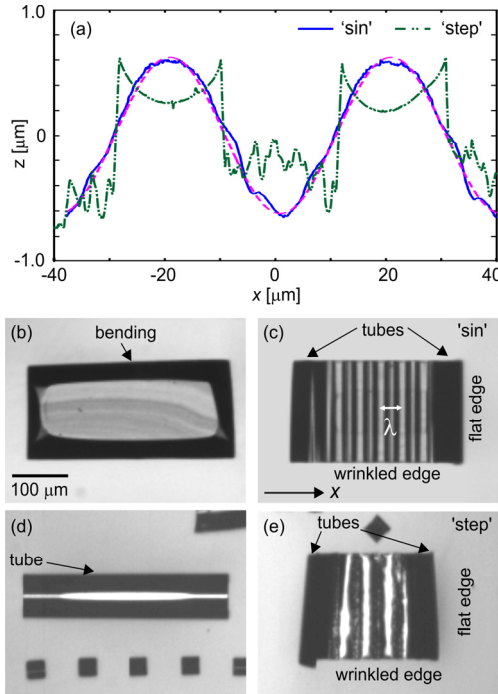 (a)
'sin'
'step'
1.0
0
-1.0
z [μm]
-40
-20
0
20
40
x [μm]
(b)
bending
100 μm
(c)
tubes
'sin'
λ
flat edge
wrinkled edge
x
(d)
tube
(e)
tubes
'step'
flat edge
wrinkled edge